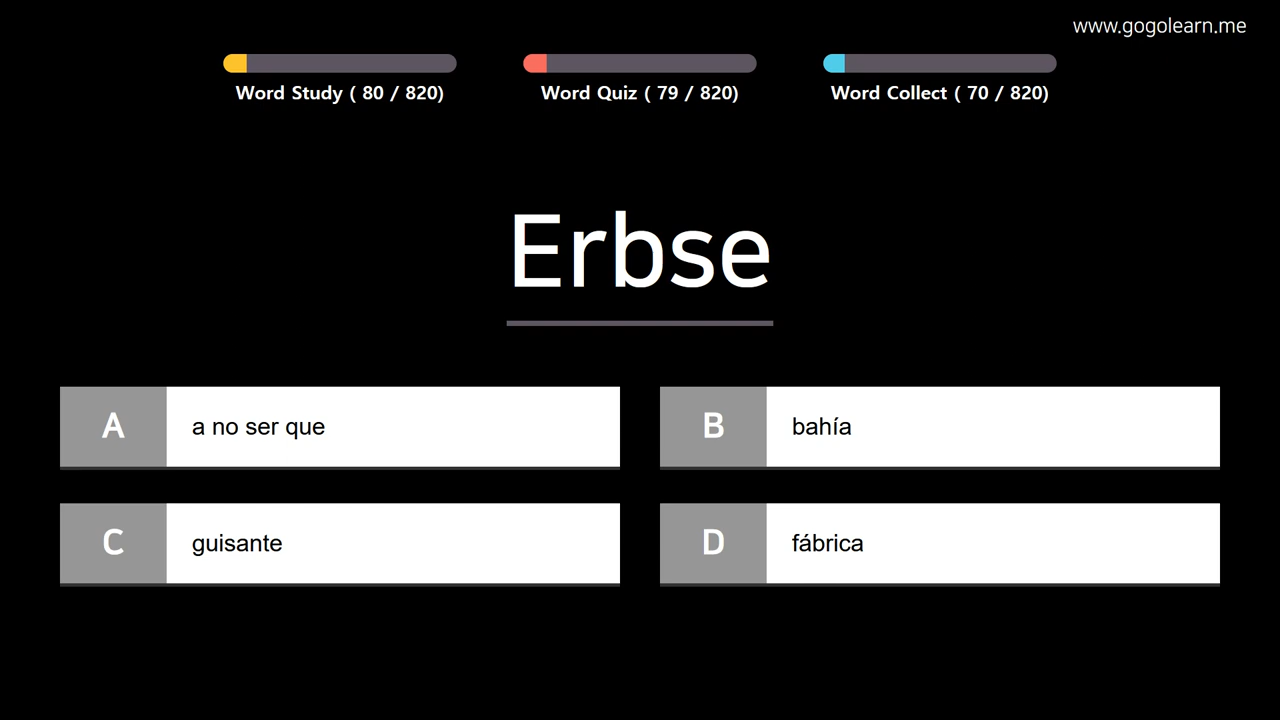 www.gogolearn.me
Word Study ( 80 / 820)
Word Quiz ( 79 / 820)
Word Collect ( 70 / 820)
Erbse
A a no ser que
B bahía
C guisante
D fábrica